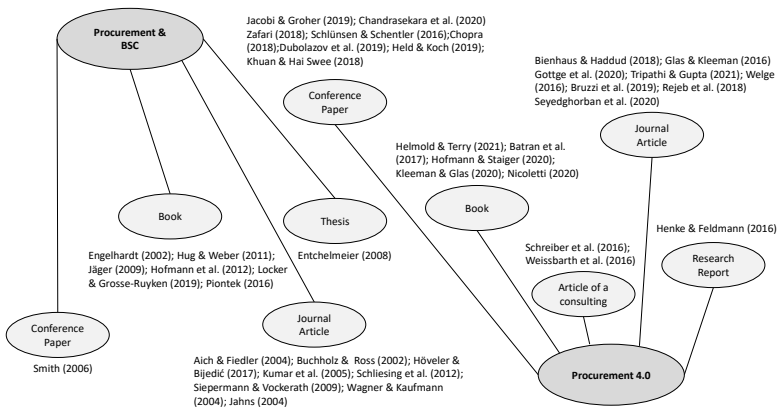 Procurement &
BSC
Jacobi & Groher (2019); Chandrasekara et al. (2020)
Zafari (2018); Schlünsen & Schentler (2016);Chopra
(2018);Dubolazov et al. (2019); Held & Koch (2019);
Khuan & Hai Swee (2018)
Conference
Paper
Bienhaus & Haddud (2018); Glas & Kleeman (2016)
Gottge et al. (2020); Tripathi & Gupta (2021); Welge
(2016); Bruzzi et al. (2019); Rejeb et al. (2018)
Seyedghorban et al. (2020)
Journal
Article
Helmold & Terry (2021); Batran et al.
(2017); Hofmann & Staiger (2020);
Kleeman & Glas (2020); Nicoletti (2020)
Book
Book
Engelhardt (2002); Hug & Weber (2011);
Jäger (2009); Hofmann et al. (2012); Locker
& Grosse-Ruyken (2019); Piontek (2016)
Thesis
Entchelmeier (2008)
Schreiber et al. (2016);
Weissbarth et al. (2016)
Article of a
consulting
Henke & Feldmann (2016)
Research
Report
Conference
Paper
Smith (2006)
Journal
Article
Aich & Fiedler (2004); Buchholz & Ross (2002); Höveler &
Bijedić (2017); Kumar et al. (2005); Schliesing et al. (2012);
Siepermann & Vockerath (2009); Wagner & Kaufmann
(2004); Jahns (2004)
Procurement 4.0